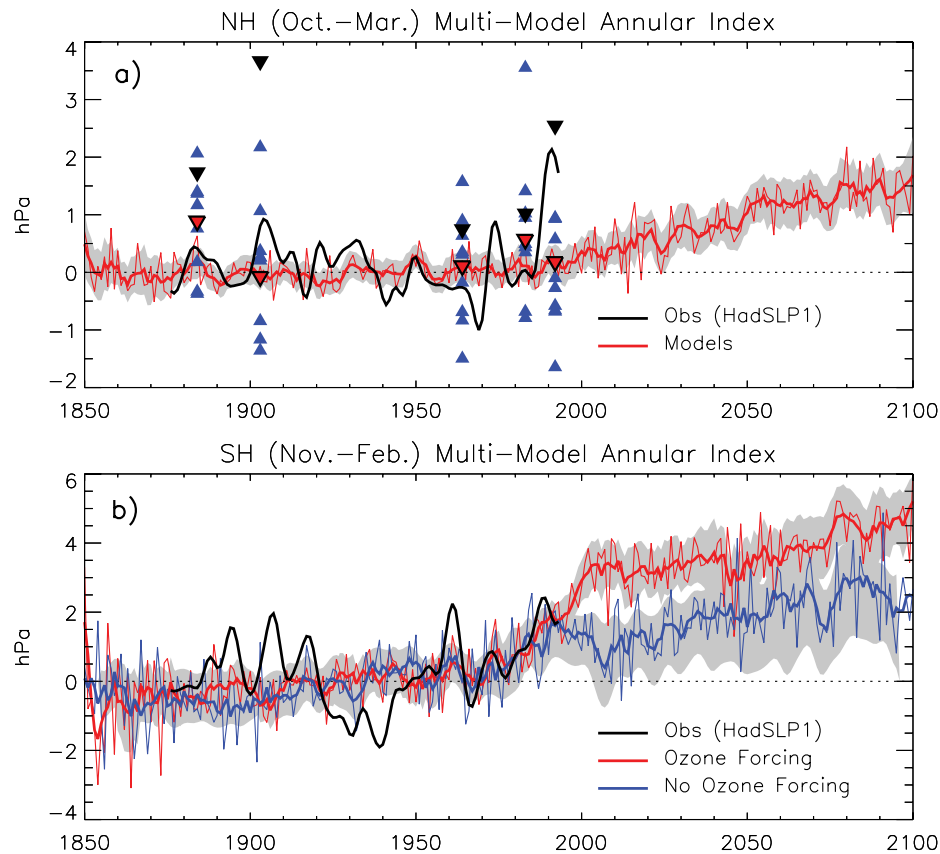 NH (Oct.-Mar.) Multi-Model Annular Index
4
a)
3
2
hPa
1
0
Obs (HadSLP1)
-1
Models
-2
1850 1900 1950 2000 2050 2100
SH (Nov.-Feb.) Multi-Model Annular Index
6
b)
4
2
hPa
0
Obs (HadSLP1)
-2
Ozone Forcing
No Ozone Forcing
-4
1850 1900 1950 2000 2050 2100